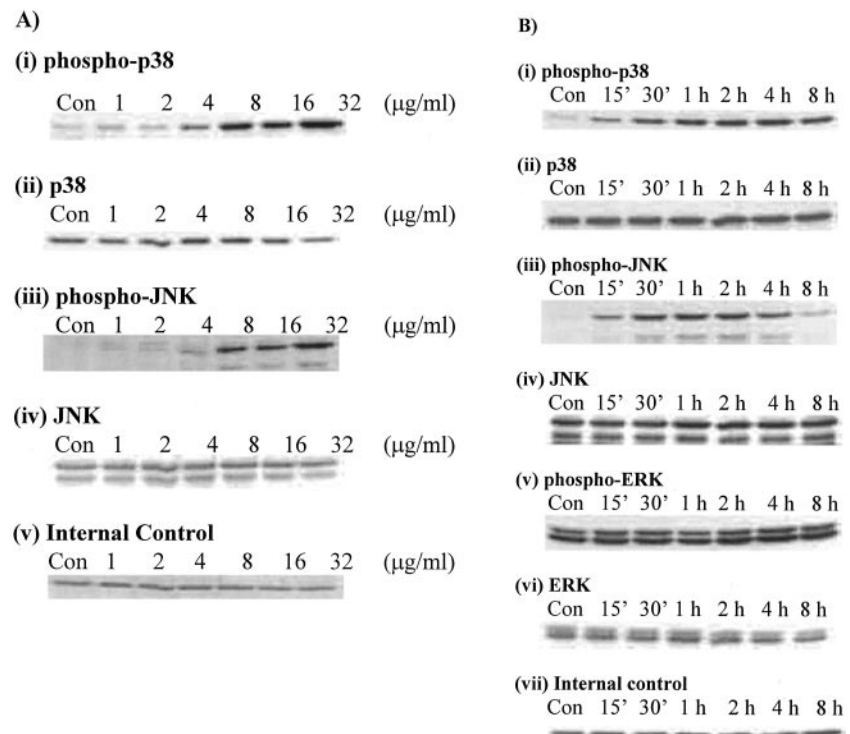 A)
(i) phospho-p38
Con 1 2 4 8 16 32 (μg/ml)
(ii) p38
Con 1 2 4 8 16 32 (μg/ml)
(iii) phospho-JNK
Con 1 2 4 8 16 32 (μg/ml)
(iv) JNK
Con 1 2 4 8 16 32 (μg/ml)
(v) Internal Control
Con 1 2 4 8 16 32 (μg/ml)
B)
(i) phospho-p38
Con 15’ 30’ 1 h 2 h 4 h 8 h
(ii) p38
Con 15’ 30’ 1 h 2 h 4 h 8 h
(iii) phospho-JNK
Con 15’ 30’ 1 h 2 h 4 h 8 h
(iv) JNK
Con 15’ 30’ 1 h 2 h 4 h 8 h
(v) phospho-ERK
Con 15’ 30’ 1 h 2 h 4 h 8 h
(vi) ERK
Con 15’ 30’ 1 h 2 h 4 h 8 h
(vii) Internal control
Con 15’ 30’ 1 h 2 h 4 h 8 h